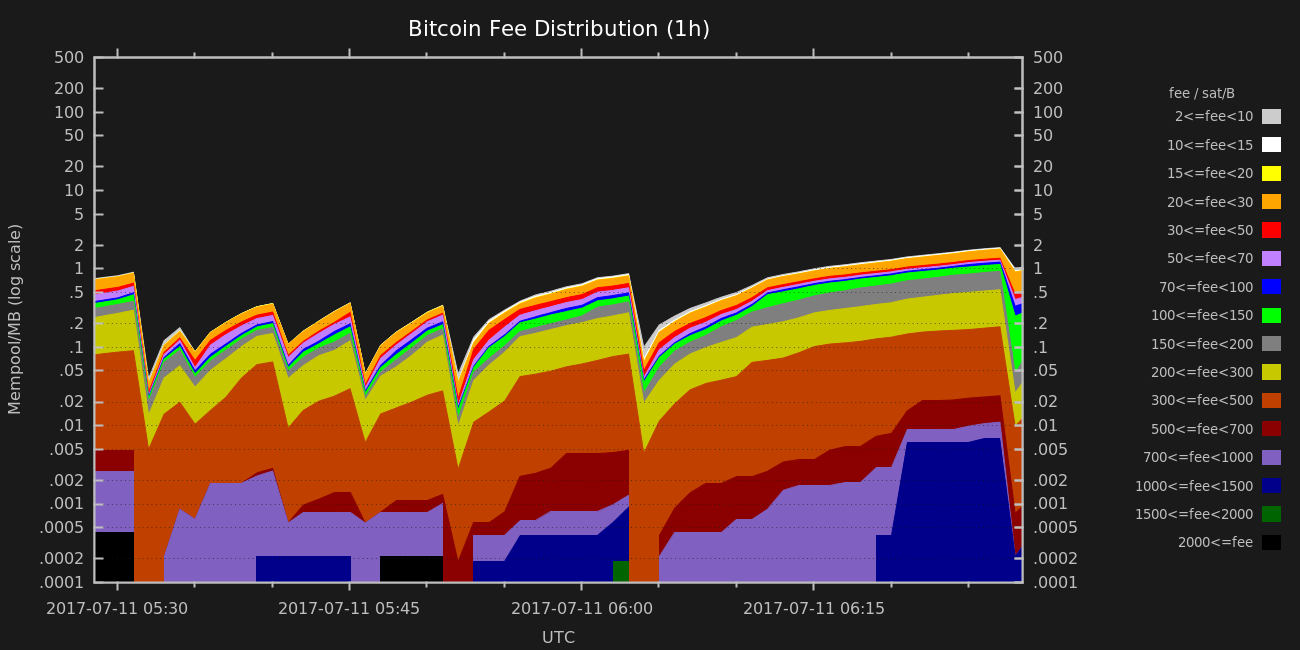 Bitcoin Fee Distribution (1h)
500 500
200 200
100 100
50 50
20 20
10 10
5 5
2 2
1 1
.5 .5
.2 .2
.1 .1
.05 .05
.02 .02
.01 .01
.005 .005
.002 .002
.001 .001
.0005 .0005
.0002 .0002
.0001 .0001
Mempool/MB (log scale)
2017-07-11 05:30 2017-07-11 05:45 2017-07-11 06:00 2017-07-11 06:15
UTC
fee / sat/B
2<=fee<10
10<=fee<15
15<=fee<20
20<=fee<30
30<=fee<50
50<=fee<70
70<=fee<100
100<=fee<150
150<=fee<200
200<=fee<300
300<=fee<500
500<=fee<700
700<=fee<1000
1000<=fee<1500
1500<=fee<2000
2000<=fee